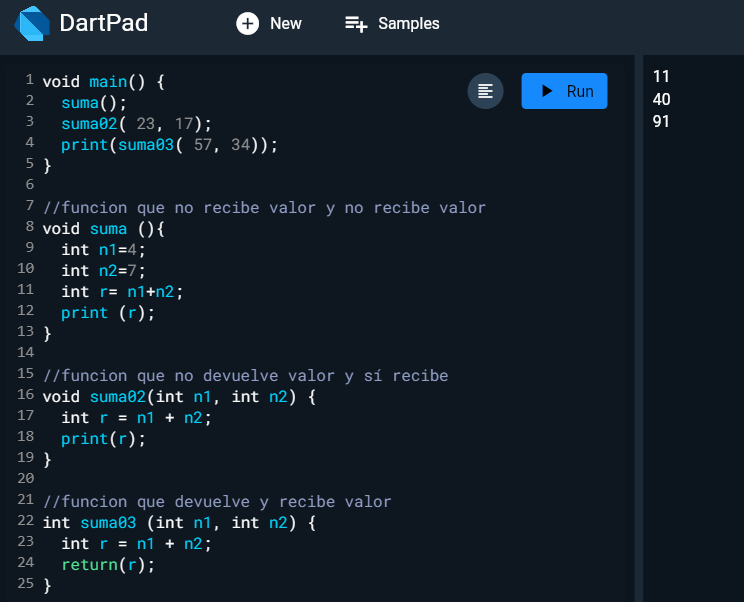 DartPad New Samples
Run
1 void main() {
2   suma();
3   suma02( 23, 17);
4   print(suma03( 57, 34));
5 }
6
7 //funcion que no recibe valor y no recibe valor
8 void suma (){
9   int n1=4;
10   int n2=7;
11   int r= n1+n2;
12   print (r);
13 }
14
15 //funcion que no devuelve valor y sí recibe
16 void suma02(int n1, int n2) {
17   int r = n1 + n2;
18   print(r);
19 }
20
21 //funcion que devuelve y recibe valor
22 int suma03 (int n1, int n2) {
23   int r = n1 + n2;
24   return(r);
25 }
11
40
91